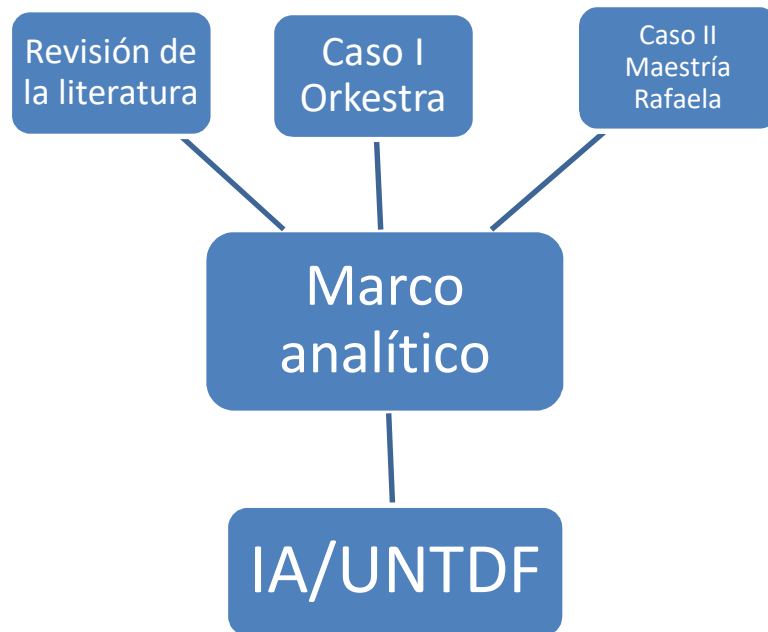 Revisión de
la literatura
Caso I
Orkestra
Caso II
Maestría
Rafaela
Marco
analítico
IA/UNTDF